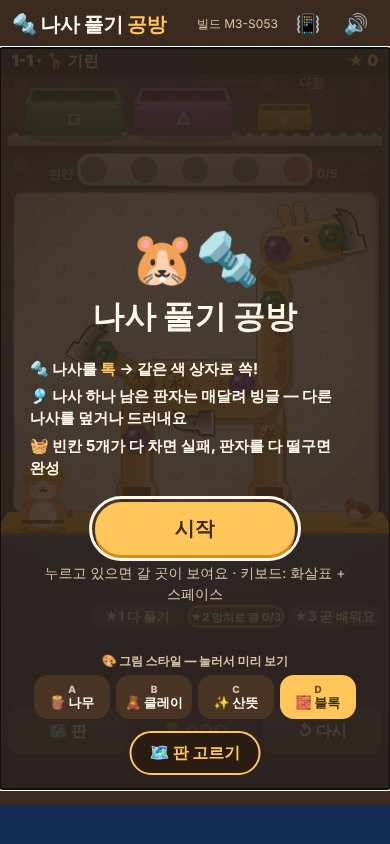 나사 풀기 공방 빌드 M3-S053
1-1 · 기린 ★ 0
다음
빈칸 0/5
나사 풀기 공방
나사를 톡 → 같은 색 상자로 쏙!
나사 하나 남은 판자는 매달려 빙글 — 다른
나사를 덮거나 드러내요
빈칸 5개가 다 차면 실패, 판자를 다 떨구면
완성
시작
누르고 있으면 갈 곳이 보여요 · 키보드: 화살표 +
스페이스
★1 다 풀기 ★2 망치로 쾅 0/3 ★3 곧 배워요
그림 스타일 — 눌러서 미리 보기
A B C D
나무 클레이 산뜻 블록
판 다시
판 고르기